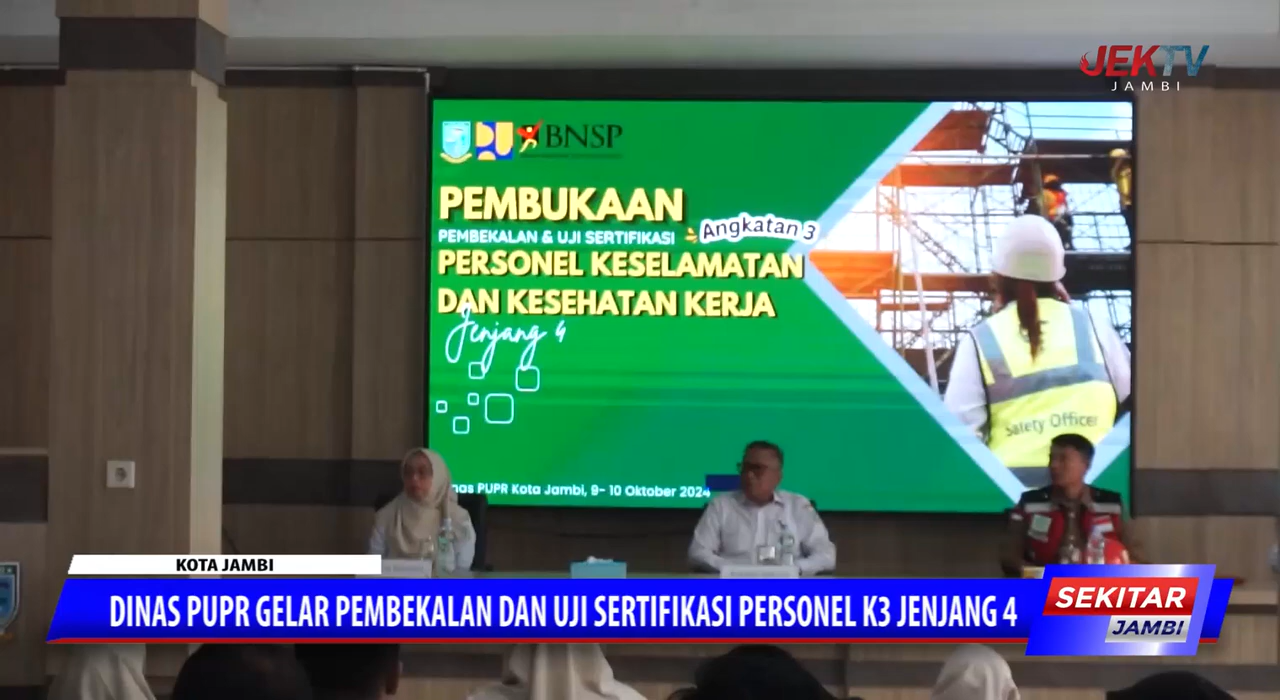 JEKTV
JAMBI
BNSP
PEMBUKAAN
PEMBEKALAN & UJI SERTIFIKASI
Angkatan 3
PERSONEL KESELAMATAN
DAN KESEHATAN KERJA
Jenjang 4
Safety Officer
PUPR Kota Jambi, 9- 10 Oktober 2024
KOTA JAMBI
DINAS PUPR GELAR PEMBEKALAN DAN UJI SERTIFIKASI PERSONEL K3 JENJANG 4
SEKITAR
JAMBI